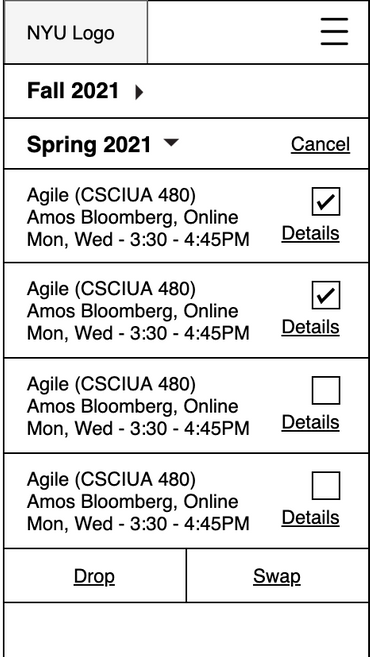 NYU Logo
Fall 2021
Spring 2021 Cancel
Agile (CSCIUA 480)
Amos Bloomberg, Online
Mon, Wed - 3:30 - 4:45PM
Details
Agile (CSCIUA 480)
Amos Bloomberg, Online
Mon, Wed - 3:30 - 4:45PM
Details
Agile (CSCIUA 480)
Amos Bloomberg, Online
Mon, Wed - 3:30 - 4:45PM
Details
Agile (CSCIUA 480)
Amos Bloomberg, Online
Mon, Wed - 3:30 - 4:45PM
Details
Drop Swap